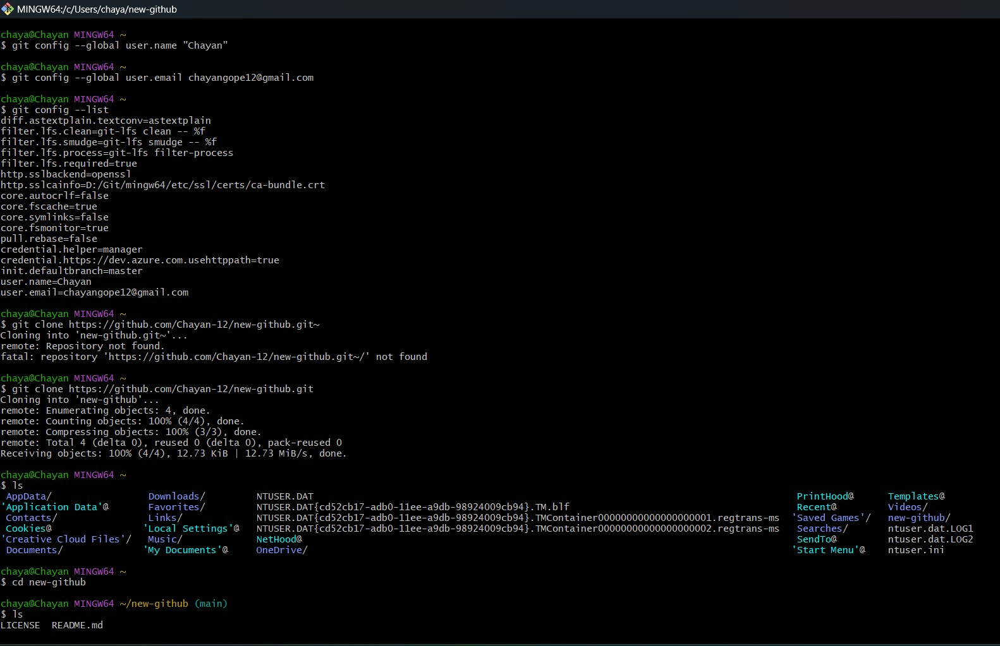 MINGW64:/c/Users/chaya/new-github
chaya@Chayan MINGW64 ~
$ git config --global user.name "Chayan"
chaya@Chayan MINGW64 ~
$ git config --global user.email chayangope12@gmail.com
chaya@Chayan MINGW64 ~
$ git config --list
diff.astextplain.textconv=astextplain
filter.lfs.clean=git-lfs clean -- %f
filter.lfs.smudge=git-lfs smudge -- %f
filter.lfs.process=git-lfs filter-process
filter.lfs.required=true
http.sslbackend=openssl
http.sslcainfo=D:/Git/mingw64/etc/ssl/certs/ca-bundle.crt
core.autocrlf=false
core.fscache=true
core.symlinks=false
core.fsmonitor=true
pull.rebase=false
credential.helper=manager
credential.https://dev.azure.com.usehttppath=true
init.defaultbranch=master
user.name=Chayan
user.email=chayangope12@gmail.com
chaya@Chayan MINGW64 ~
$ git clone https://github.com/Chayan-12/new-github.git~
Cloning into 'new-github.git~'...
remote: Repository not found.
fatal: repository 'https://github.com/Chayan-12/new-github.git~/' not found
chaya@Chayan MINGW64 ~
$ git clone https://github.com/Chayan-12/new-github.git
Cloning into 'new-github'...
remote: Enumerating objects: 4, done.
remote: Counting objects: 100% (4/4), done.
remote: Compressing objects: 100% (3/3), done.
remote: Total 4 (delta 0), reused 0 (delta 0), pack-reused 0
Receiving objects: 100% (4/4), 12.73 KiB | 12.73 MiB/s, done.
chaya@Chayan MINGW64 ~
$ ls
AppData/ Downloads/ NTUSER.DAT PrintHood@ Templates@
'Application Data'@ Favorites/ NTUSER.DAT{cd52cb17-adb0-11ee-a9db-98924009cb94}.TM.blf Recent@ Videos/
Contacts/ Links/ NTUSER.DAT{cd52cb17-adb0-11ee-a9db-98924009cb94}.TMContainer00000000000000000001.regtrans-ms 'Saved Games'/ new-github/
Cookies@ 'Local Settings'@ NTUSER.DAT{cd52cb17-adb0-11ee-a9db-98924009cb94}.TMContainer00000000000000000002.regtrans-ms Searches/ ntuser.dat.LOG1
'Creative Cloud Files'/ Music/ NetHood@ SendTo@ ntuser.dat.LOG2
Documents/ 'My Documents'@ OneDrive/ 'Start Menu'@ ntuser.ini
chaya@Chayan MINGW64 ~
$ cd new-github
chaya@Chayan MINGW64 ~/new-github (main)
$ ls
LICENSE README.md